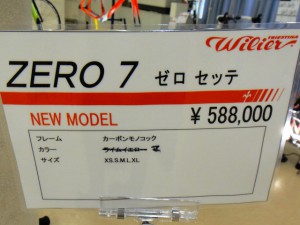 TRIESTINA
Wilier
ZERO 7 ゼロ セッテ
NEW MODEL ¥ 588,000
フレーム カーボンモノコック
カラー ライムイエロー
サイズ XS.S.M.L.XL